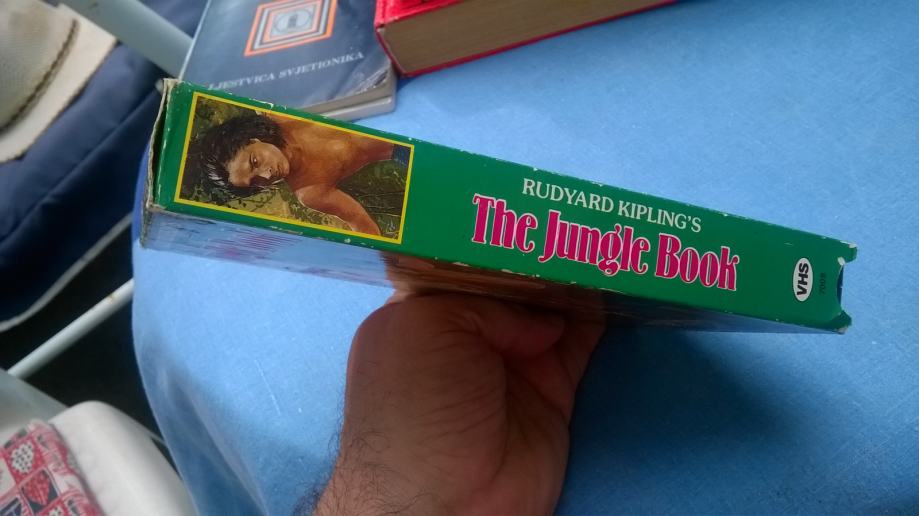 LJESTVICA SVJETIONIKA
RUDYARD KIPLING'S
The Jungle Book
VHS